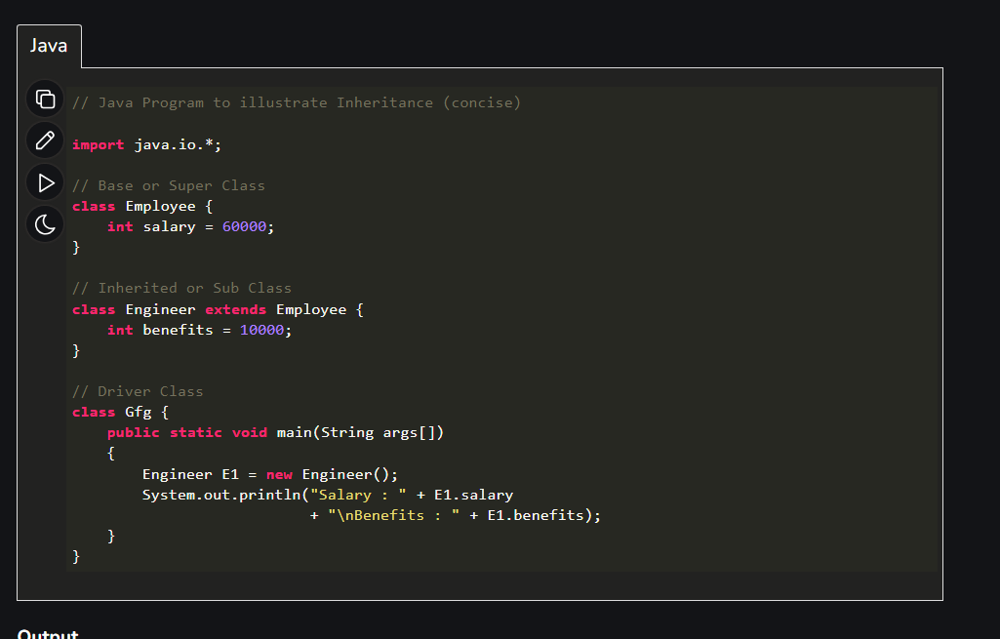 Java
// Java Program to illustrate Inheritance (concise)
import java.io.*;
// Base or Super Class
class Employee {
    int salary = 60000;
}
// Inherited or Sub Class
class Engineer extends Employee {
    int benefits = 10000;
}
// Driver Class
class Gfg {
    public static void main(String args[])
    {
        Engineer E1 = new Engineer();
        System.out.println("Salary : " + E1.salary
                           + "\nBenefits : " + E1.benefits);
    }
}
Output